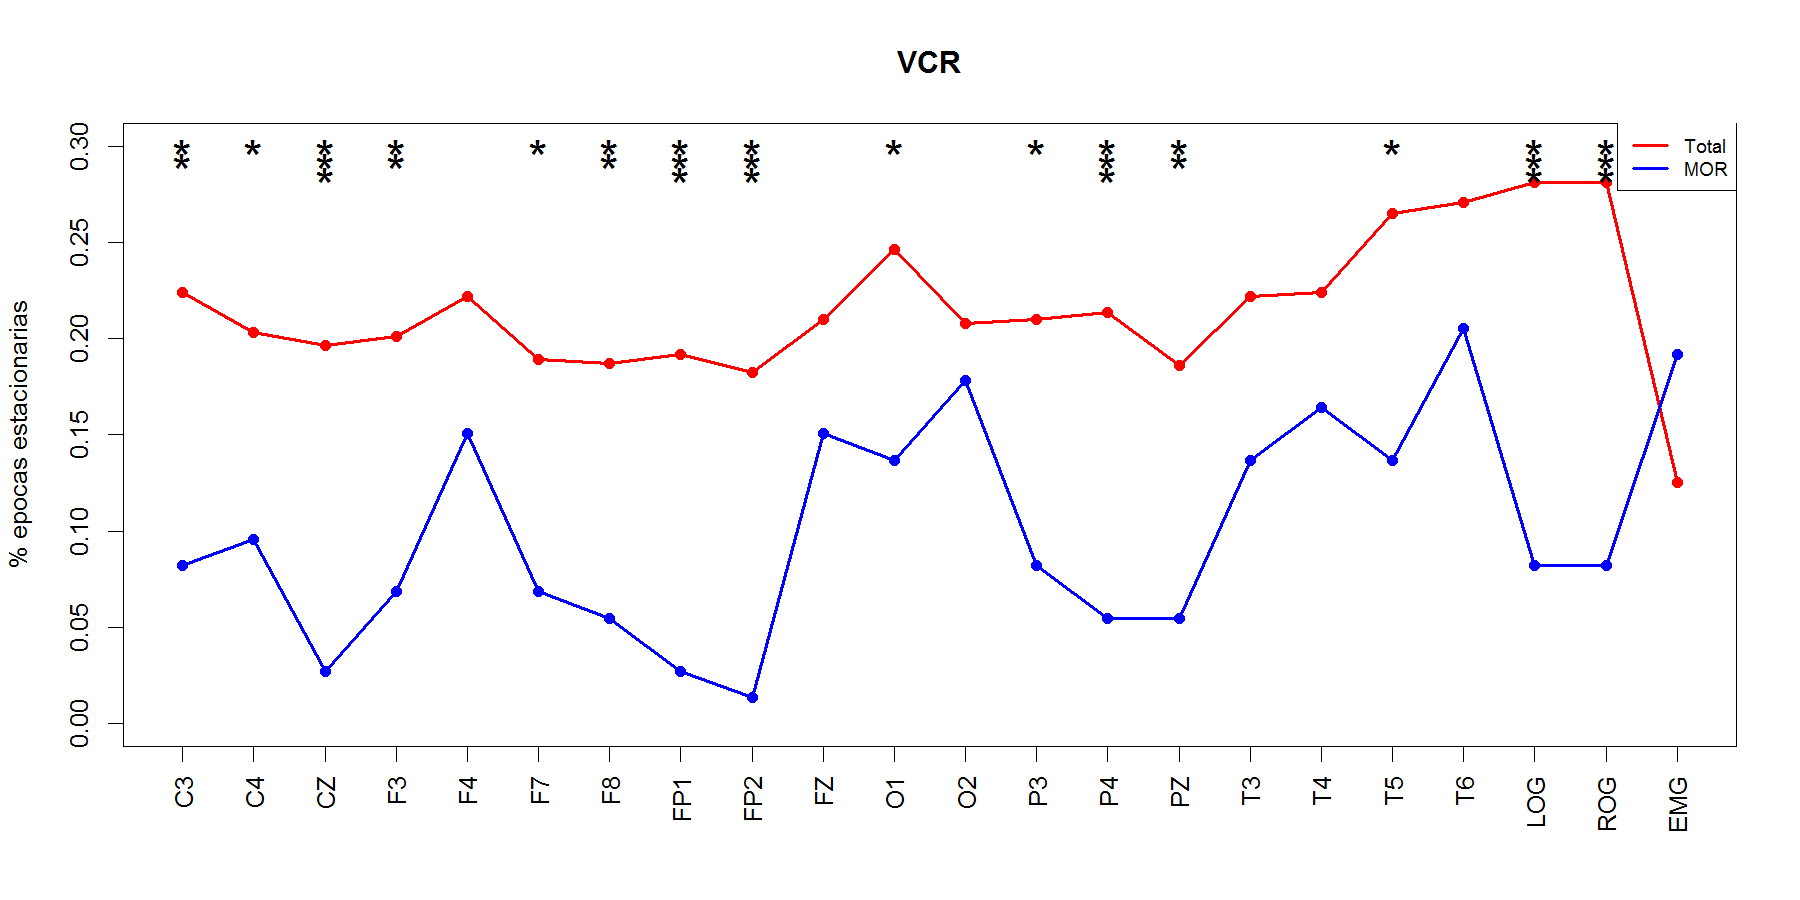 VCR
% epocas estacionarias
0.30
0.25
0.20
0.15
0.10
0.05
0.00
** * *** ** * ** *** *** * * *** ** * *** ***
Total
MOR
C3 C4 CZ F3 F4 F7 F8 FP1 FP2 FZ O1 O2 P3 P4 PZ T3 T4 T5 T6 LOG ROG EMG